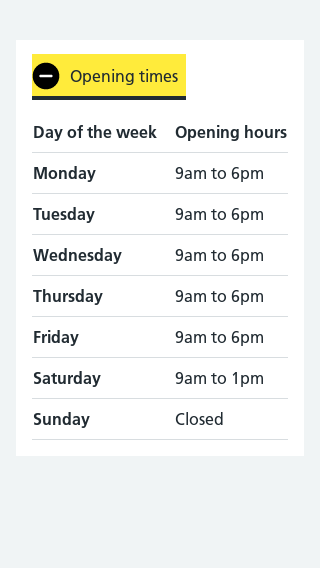 Opening times
Day of the week Opening hours
Monday 9am to 6pm
Tuesday 9am to 6pm
Wednesday 9am to 6pm
Thursday 9am to 6pm
Friday 9am to 6pm
Saturday 9am to 1pm
Sunday Closed